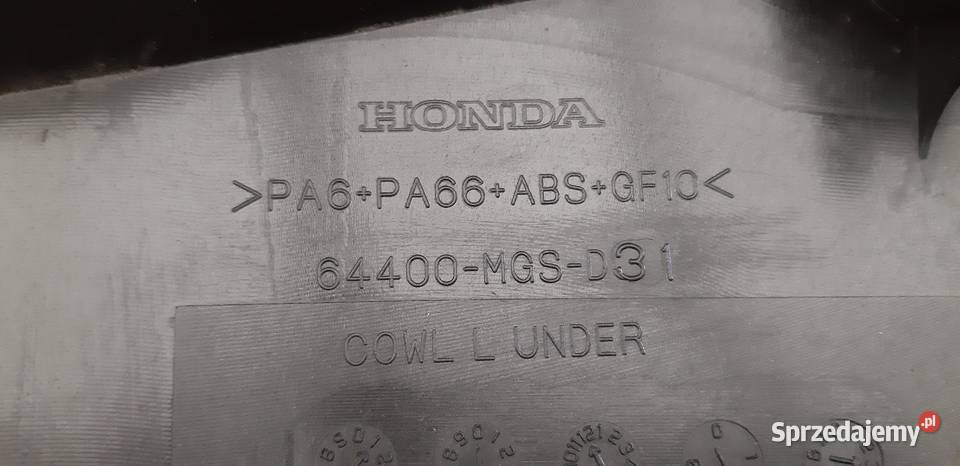 HONDA
>PA6+PA66+ABS+GF10<
64400-MGS-D31
COWL L UNDER
Sprzedajemy.pl